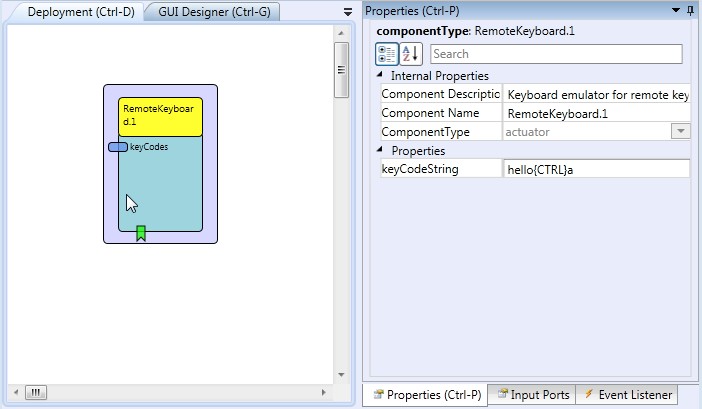 Deployment (Ctrl-D)
GUI Designer (Ctrl-G)
RemoteKeyboar
d.1
keyCodes
Properties (Ctrl-P)
componentType: RemoteKeyboard.1
Search
Internal Properties
Component Descriptic
Keyboard emulator for remote key
Component Name
RemoteKeyboard.1
ComponentType
actuator
Properties
keyCodeString
hello{CTRL}a
Properties (Ctrl-P)
Input Ports
Event Listener